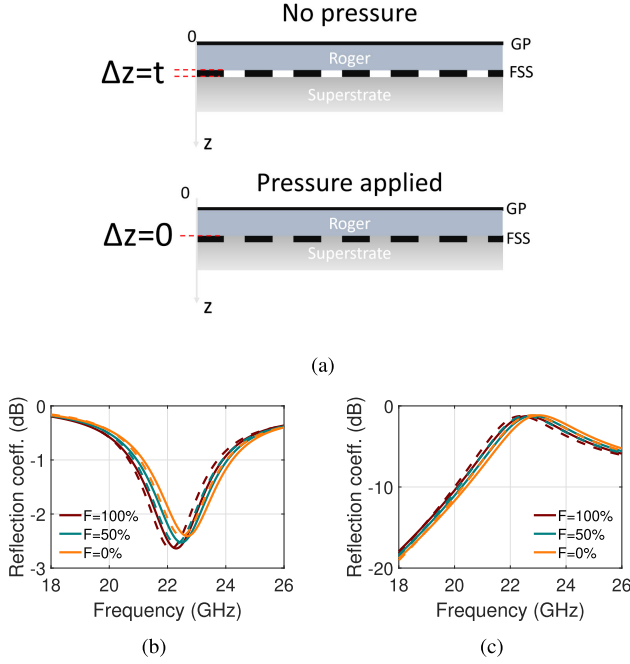 No pressure
0
GP
Roger
Δz=t
FSS
Superstrate
z
Pressure applied
0
GP
Roger
Δz=0
FSS
Superstrate
z
(a)
0
-1
-2
-3
Reflection coeff. (dB)
F=100%
F=50%
F=0%
18 20 22 24 26
Frequency (GHz)
(b)
0
-10
-20
Reflection coeff. (dB)
F=100%
F=50%
F=0%
18 20 22 24 26
Frequency (GHz)
(c)